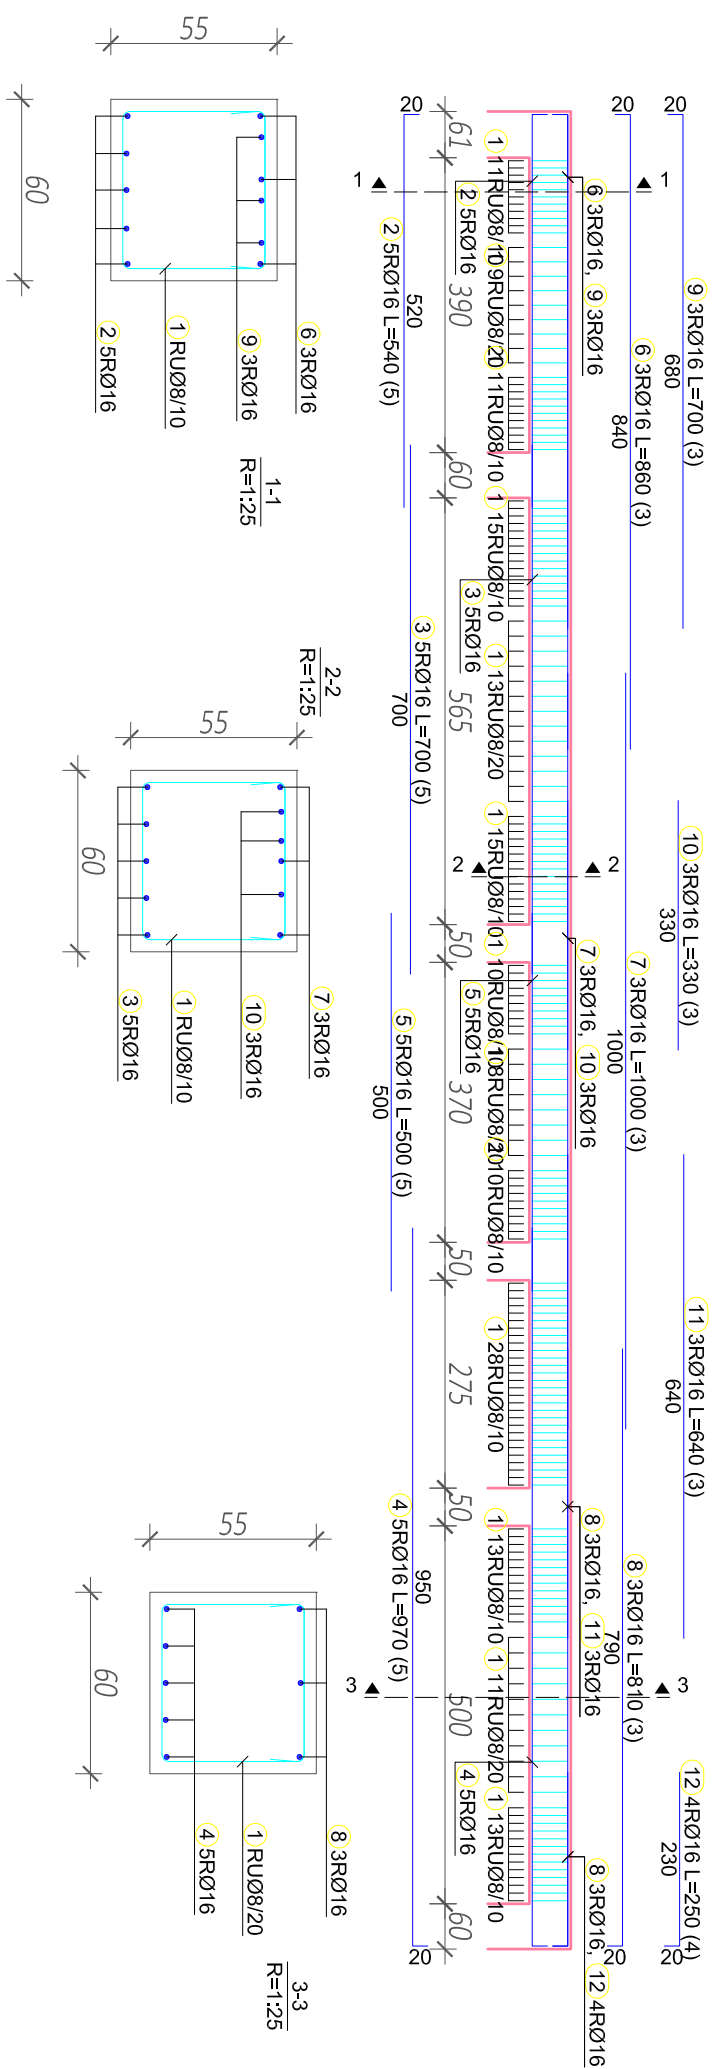 ⑨ 3RØ16 L=700 (3)
680
20
⑩ 3RØ16 L=330 (3)
330
⑪ 3RØ16 L=640 (3)
640
⑫ 4RØ16 L=250 (4)
230
20
⑥ 3RØ16 L=860 (3)
840
20
⑦ 3RØ16 L=1000 (3)
1000
⑧ 3RØ16 L=810 (3)
790
20
1
2
3
⑥ 3RØ16, ⑨ 3RØ16
⑦ 3RØ16, ⑩ 3RØ16
⑧ 3RØ16, ⑪ 3RØ16
⑧ 3RØ16, ⑫ 4RØ16
① 11RUØ8/10
① 9RUØ8/20
① 11RUØ8/10
① 15RUØ8/10
① 13RUØ8/20
① 15RUØ8/10
① 10RUØ8/10
① 8RUØ8/20
① 10RUØ8/10
① 28RUØ8/10
① 13RUØ8/10
① 11RUØ8/20
① 13RUØ8/10
② 5RØ16
③ 5RØ16
⑤ 5RØ16
④ 5RØ16
61
390
60
565
50
370
50
275
50
500
60
1
2
3
20
520
② 5RØ16 L=540 (5)
③ 5RØ16 L=700 (5)
700
⑤ 5RØ16 L=500 (5)
500
950
④ 5RØ16 L=970 (5)
20
1-1
R=1:25
55
60
⑥ 3RØ16
⑨ 3RØ16
① RUØ8/10
② 5RØ16
2-2
R=1:25
55
60
⑦ 3RØ16
⑩ 3RØ16
① RUØ8/10
③ 5RØ16
3-3
R=1:25
55
60
⑧ 3RØ16
① RUØ8/20
④ 5RØ16